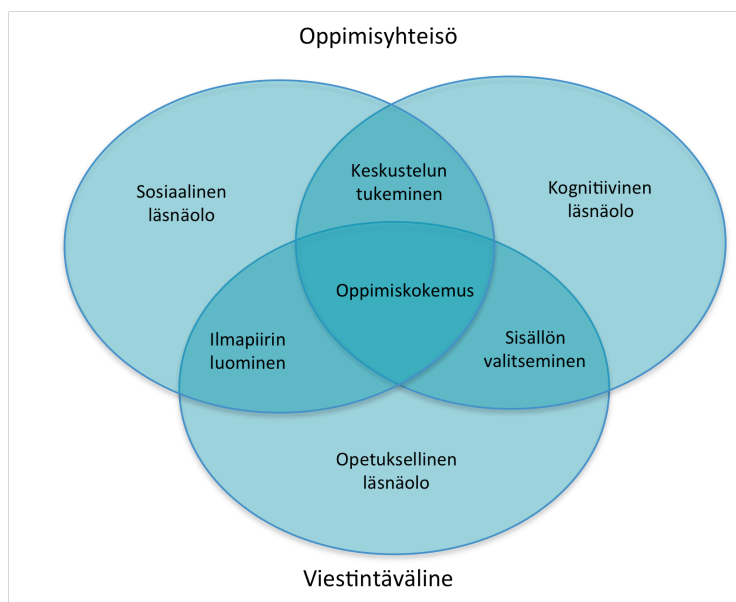 Oppimisyhteisö
Keskustelun
tukeminen
Sosiaalinen
läsnäolo
Kognitiivinen
läsnäolo
Oppimiskokemus
Ilmapiirin
luominen
Sisällön
valitseminen
Opetuksellinen
läsnäolo
Viestintäväline